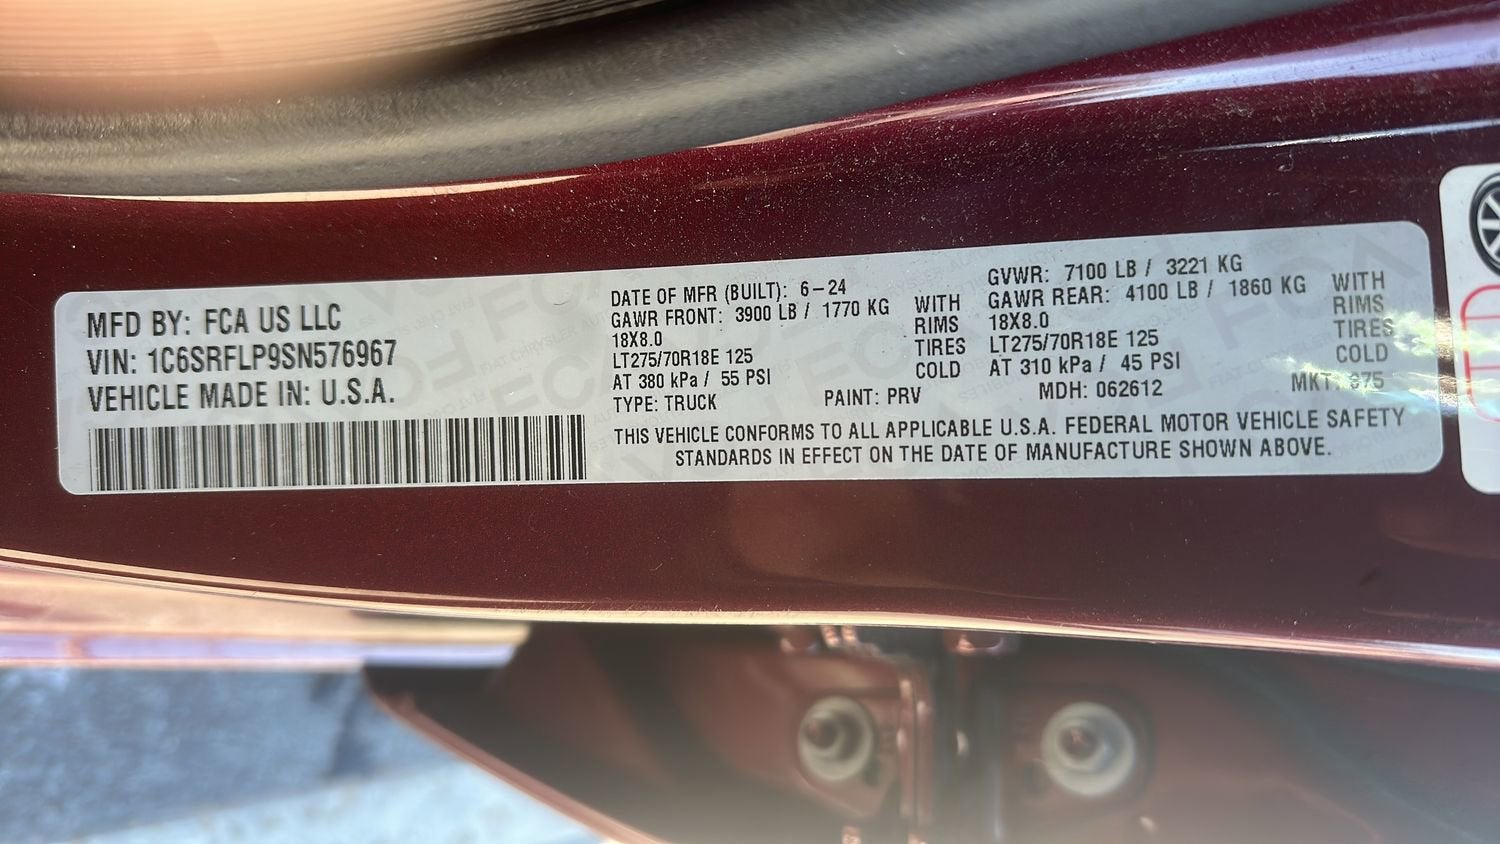 MFD BY: FCA US LLC
VIN: 1C6SRFLP9SN576967
VEHICLE MADE IN: U.S.A.
DATE OF MFR (BUILT): 6-24
GAWR FRONT: 3900 LB / 1770 KG WITH
18X8.0 RIMS
LT275/70R18E 125 TIRES
AT 380 kPa / 55 PSI COLD
GVWR: 7100 LB / 3221 KG
GAWR REAR: 4100 LB / 1860 KG WITH
18X8.0 RIMS
LT275/70R18E 125 TIRES
AT 310 kPa / 45 PSI COLD
TYPE: TRUCK PAINT: PRV MDH: 062612 MKT:
THIS VEHICLE CONFORMS TO ALL APPLICABLE U.S.A. FEDERAL MOTOR VEHICLE SAFETY
STANDARDS IN EFFECT ON THE DATE OF MANUFACTURE SHOWN ABOVE.